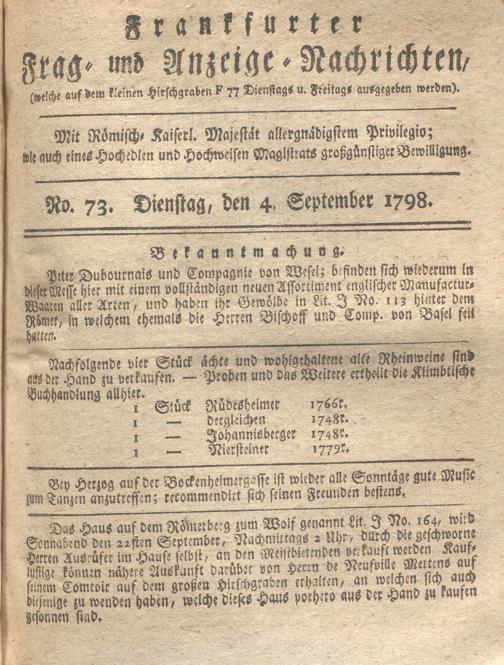 Frankfurter
Frag- und Anzeige-Nachrichten,
(welche auf dem kleinen Hirschgraben F 77 Dienstags u. Freitags ausgegeben werden).
Mit Römisch-Kaiserl. Majestät allergnädigstem Privilegio;
wie auch eines Hochedlen und Hochweisen Magistrats großgünstiger Bewilligung.
No. 73. Dienstag, den 4. September 1798.
Bekanntmachung.
Peter Dubournais und Compagnie von Wesel; befinden sich wiederum in
dieser Messe hier mit einem vollständigen neuen Assortiment englischer Manufactur-
Waaren aller Arten, und haben ihr Gewölbe in Lit. J No. 113 hinter dem
Römer, in welchem ehemals die Herren Bischoff und Comp. von Basel feil
hatten.
Nachfolgende vier Stück ächte und wohlgehaltene alte Rheinweine sind
aus der Hand zu verkaufen. — Proben und das Weitere ertheilt die Klimbtische
Buchhandlung allhier.
1 Stück Rüdesheimer 1766r.
1 — dergleichen 1748r.
1 — Johannisberger 1748r.
1 — Niersteiner 1779r.
Bey Herzog auf der Bockenheimergasse ist wieder alle Sonntäge gute Music
zum Tanzen anzutreffen; recommendirt sich seinen Freunden bestens.
Das Haus auf dem Römerberg zum Wolf genannt Lit. J No. 164, wird
Sonnabend den 22sten September, Nachmittags 2 Uhr, durch die geschworne
Herren Ausrüfer im Hause selbst, an den Meistbietenden verkauft werden. Kauf-
lustige können nähere Auskunft darüber von Herrn de Neufville Mertens auf
seinem Comtoir auf dem großen Hirschgraben erhalten, an welchen sich auch
diejenige zu wenden haben, welche dieses Haus vorhero aus der Hand zu kaufen
gesonnen sind.